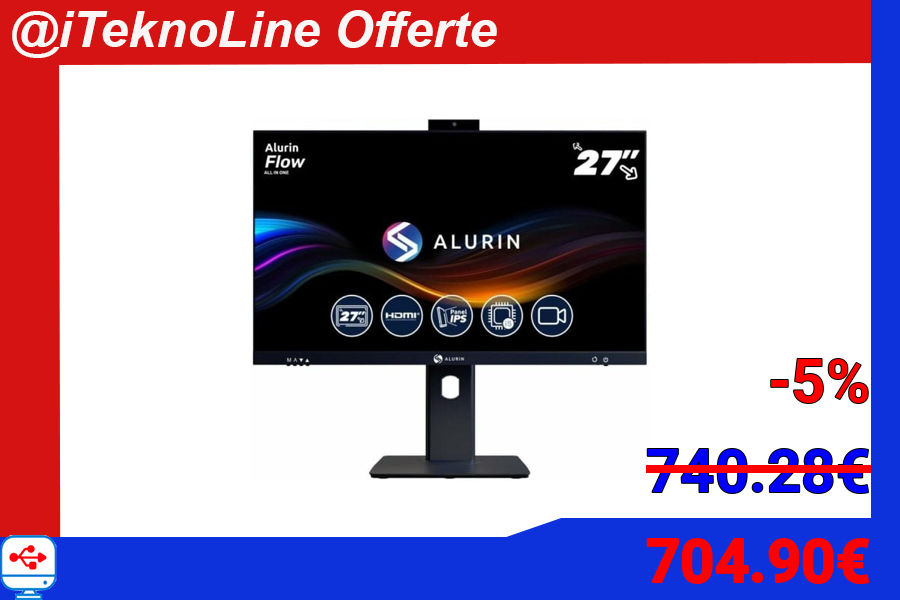 @iTeknoLine Offerte
Alurin
Flow
ALL IN ONE
27"
ALURIN
27"
HDMI
Panel
IPS
i5
ALURIN
-5%
740.28€
704.90€